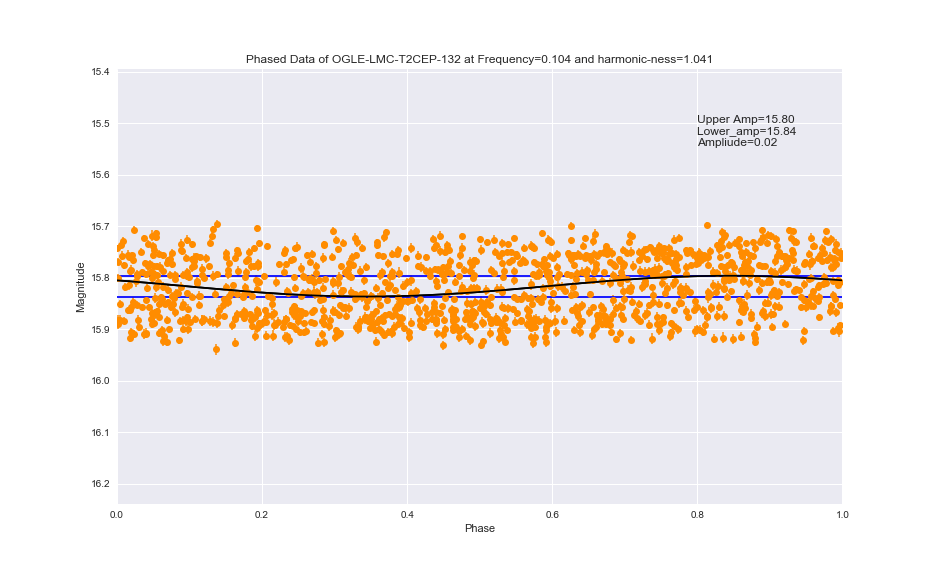 Phased Data of OGLE-LMC-T2CEP-132 at Frequency=0.104 and harmonic-ness=1.041
15.4
15.5
15.6
15.7
15.8
15.9
16.0
16.1
16.2
Magnitude
Upper Amp=15.80
Lower_amp=15.84
Ampliude=0.02
0.0
0.2
0.4
0.6
0.8
1.0
Phase